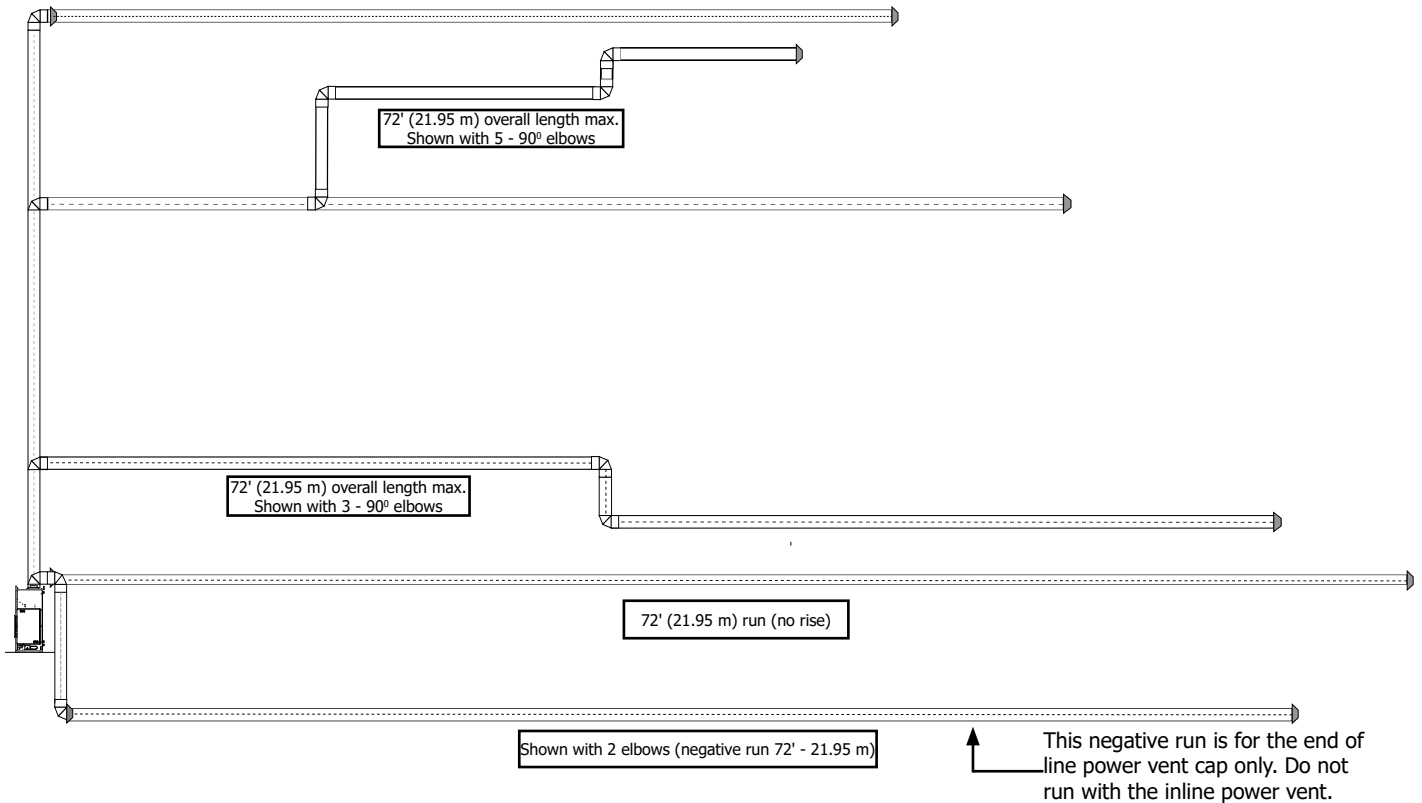 72' (21.95 m) overall length max.
Shown with 5 - 90⁰ elbows
72' (21.95 m) overall length max.
Shown with 3 - 90⁰ elbows
72' (21.95 m) run (no rise)
Shown with 2 elbows (negative run 72' - 21.95 m)
This negative run is for the end of
line power vent cap only. Do not
run with the inline power vent.